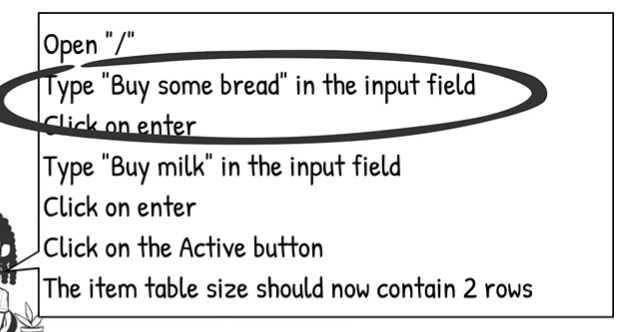 Open "/"
Type "Buy some bread" in the input field
Click on enter
Type "Buy milk" in the input field
Click on enter
Click on the Active button
The item table size should now contain 2 rows